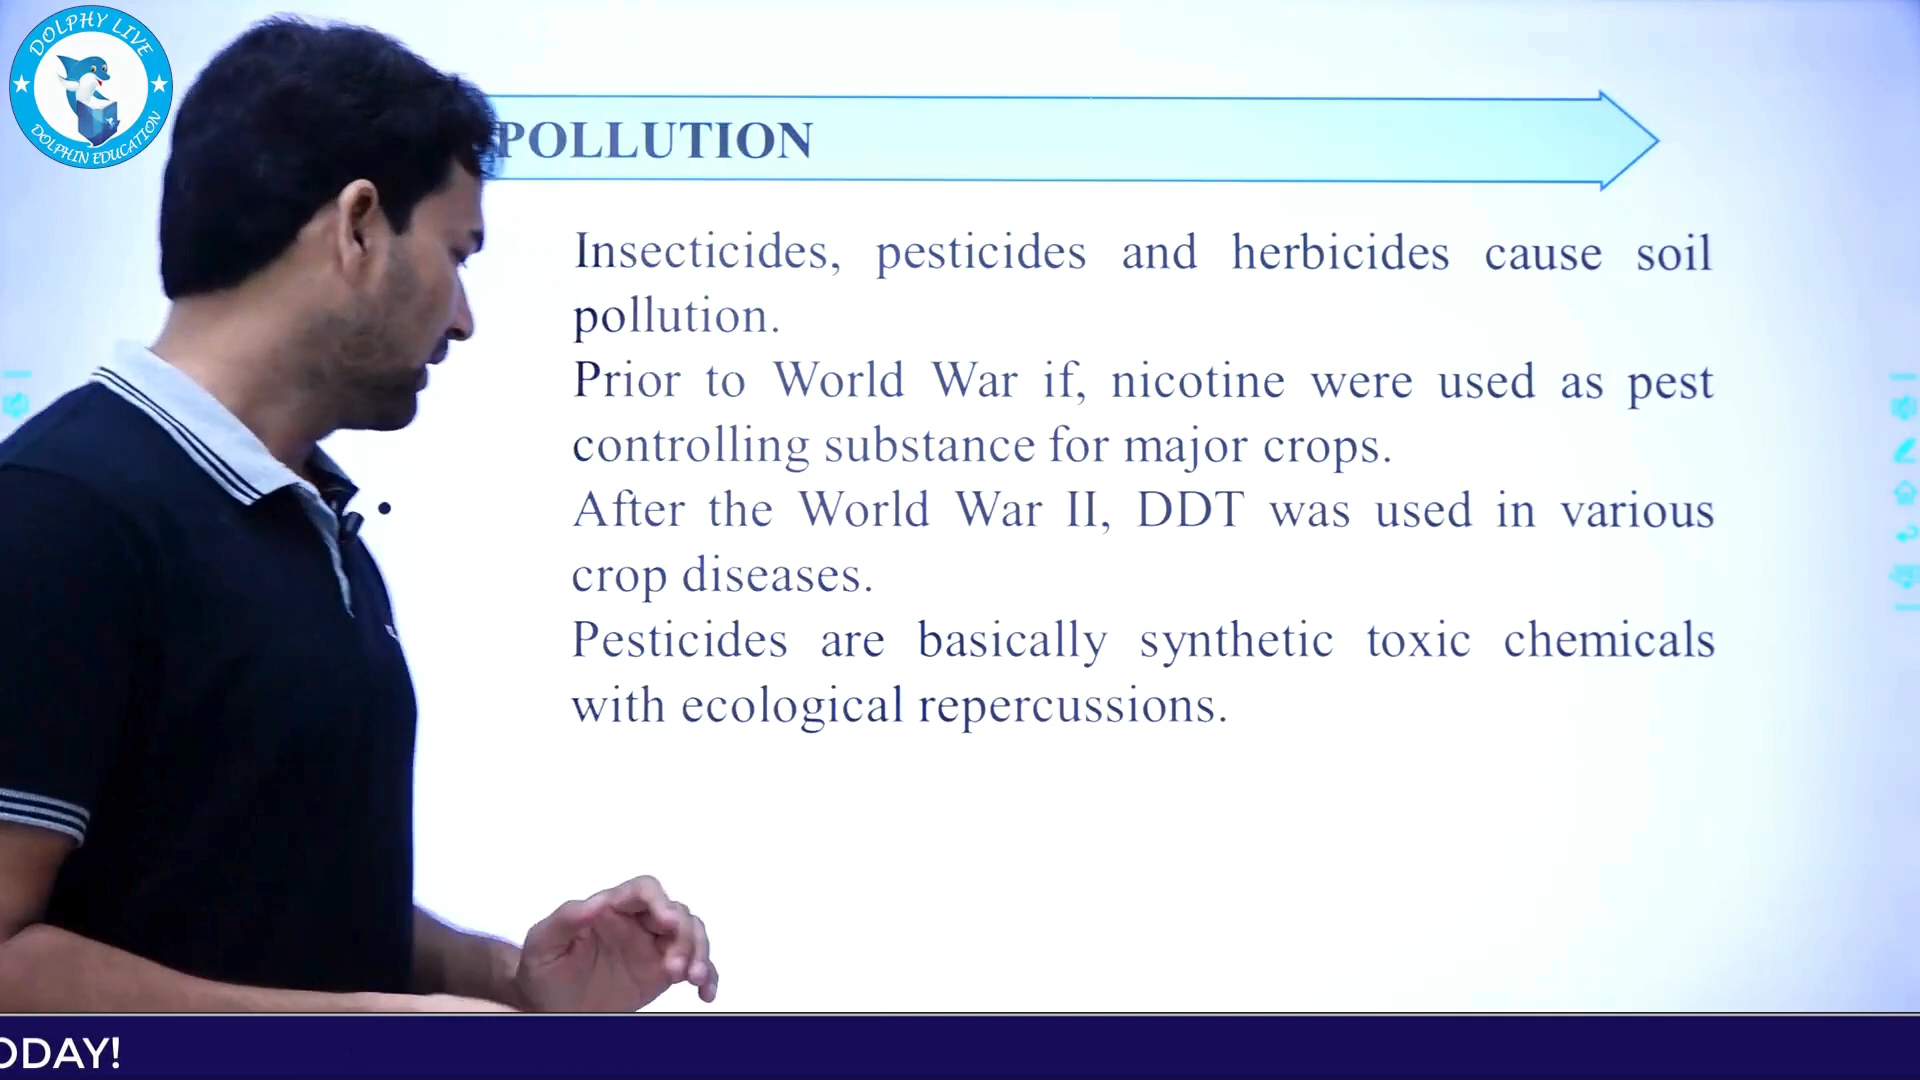 DOLPHY LIVE
DOLPHIN EDUCATION
POLLUTION
Insecticides, pesticides and herbicides cause soil
pollution.
Prior to World War if, nicotine were used as pest
controlling substance for major crops.
After the World War II, DDT was used in various
crop diseases.
Pesticides are basically synthetic toxic chemicals
with ecological repercussions.
ODAY!